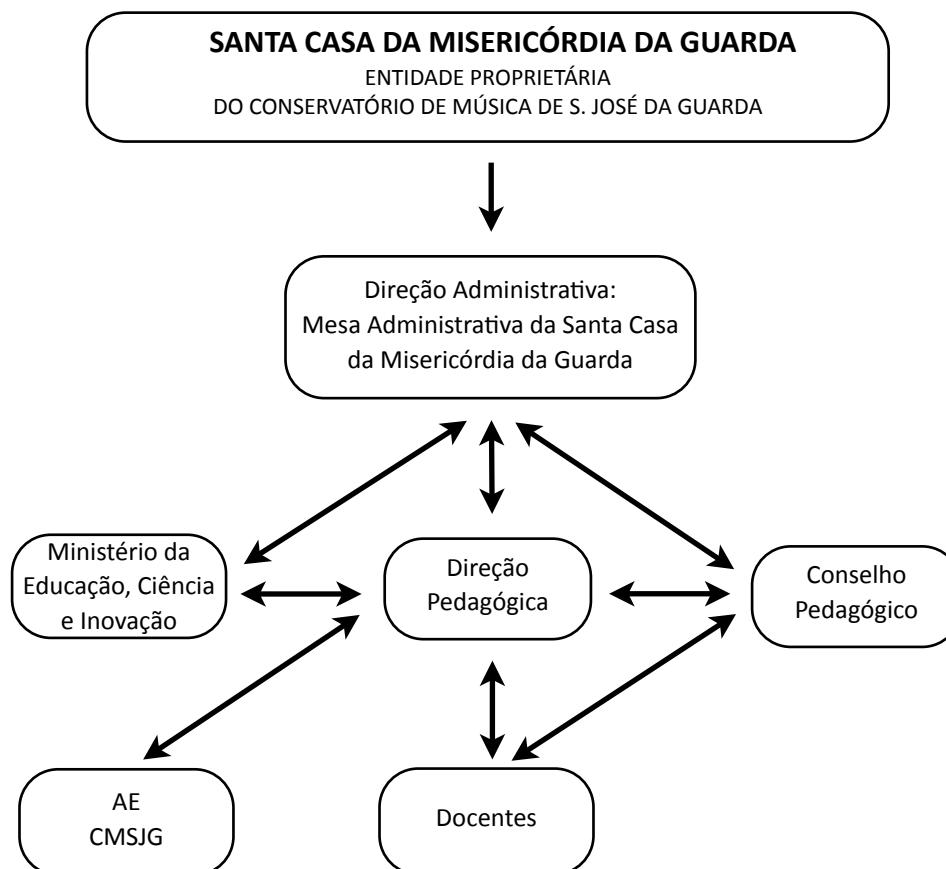 SANTA CASA DA MISERICÓRDIA DA GUARDA
ENTIDADE PROPRIETÁRIA
DO CONSERVATÓRIO DE MÚSICA DE S. JOSÉ DA GUARDA
Direção Administrativa:
Mesa Administrativa da Santa Casa
da Misericórdia da Guarda
Ministério da
Educação, Ciência
e Inovação
Direção
Pedagógica
Conselho
Pedagógico
AE
CMSJG
Docentes